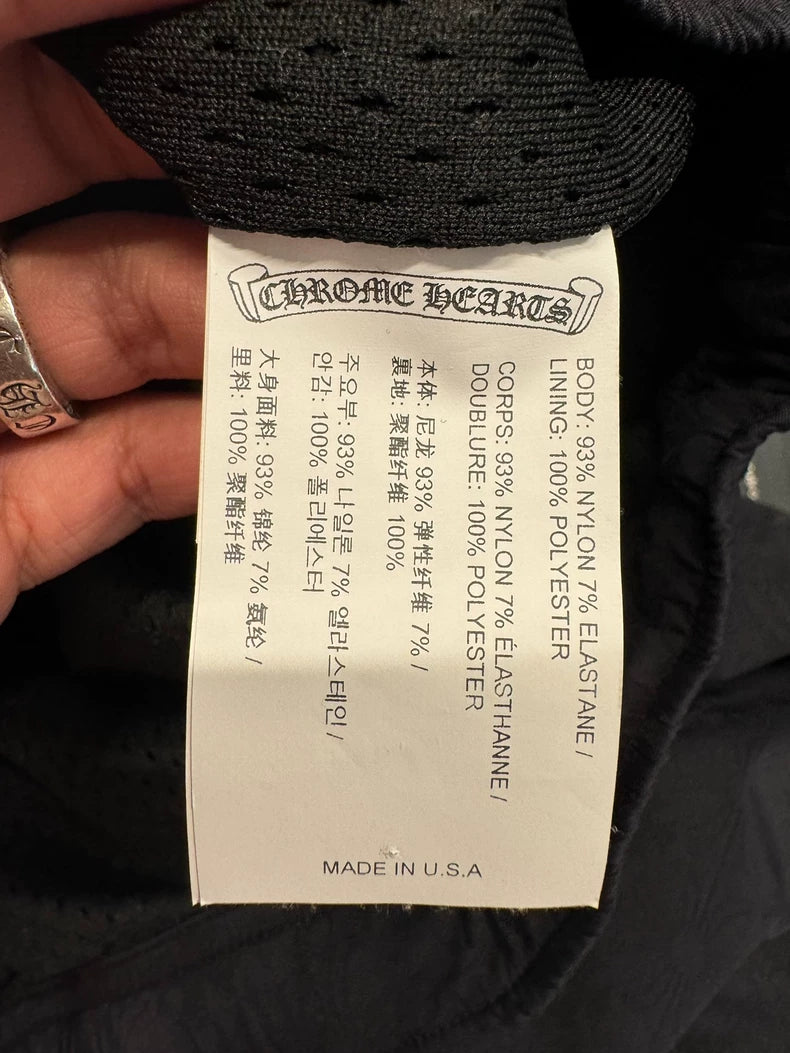 CHROME HEARTS
BODY: 93% NYLON 7% ELASTANE /
LINING: 100% POLYESTER
CORPS: 93% NYLON 7% ÉLASTHANNE /
DOUBLURE: 100% POLYESTER
本体: 尼龙 93% 弹性纤维 7% /
裏地: 聚酯纤维 100%
주요부: 93% 나일론 7% 엘라스테인 /
안감: 100% 폴리에스터
大身面料: 93% 锦纶 7% 氨纶 /
里料: 100% 聚酯纤维
MADE IN U.S.A